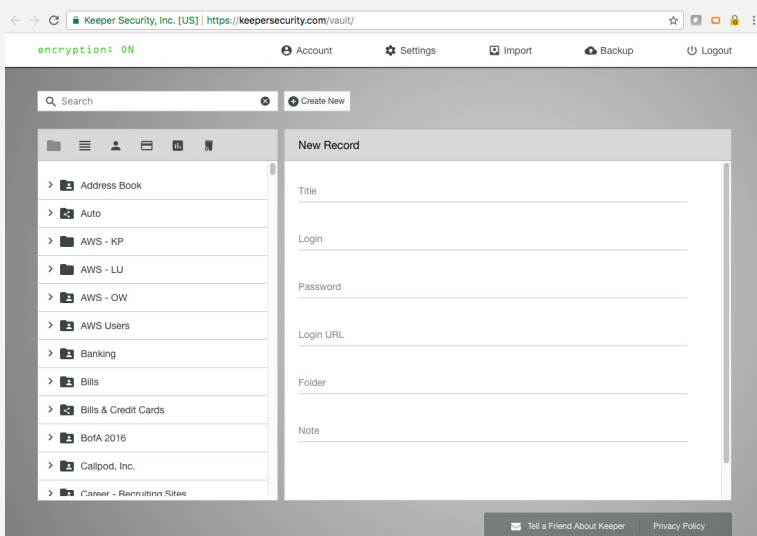 Keeper Security, Inc. [US] | https://keepersecurity.com/vault/
encryption: ON
Account
Settings
Import
Backup
Logout
Search
Create New
New Record
Address Book
Auto
AWS - KP
AWS - LU
AWS - OW
AWS Users
Banking
Bills
Bills & Credit Cards
BofA 2016
Callpod, Inc.
Career - Recruiting Sites
Title
Login
Password
Login URL
Folder
Note
Tell a Friend About Keeper
Privacy Policy